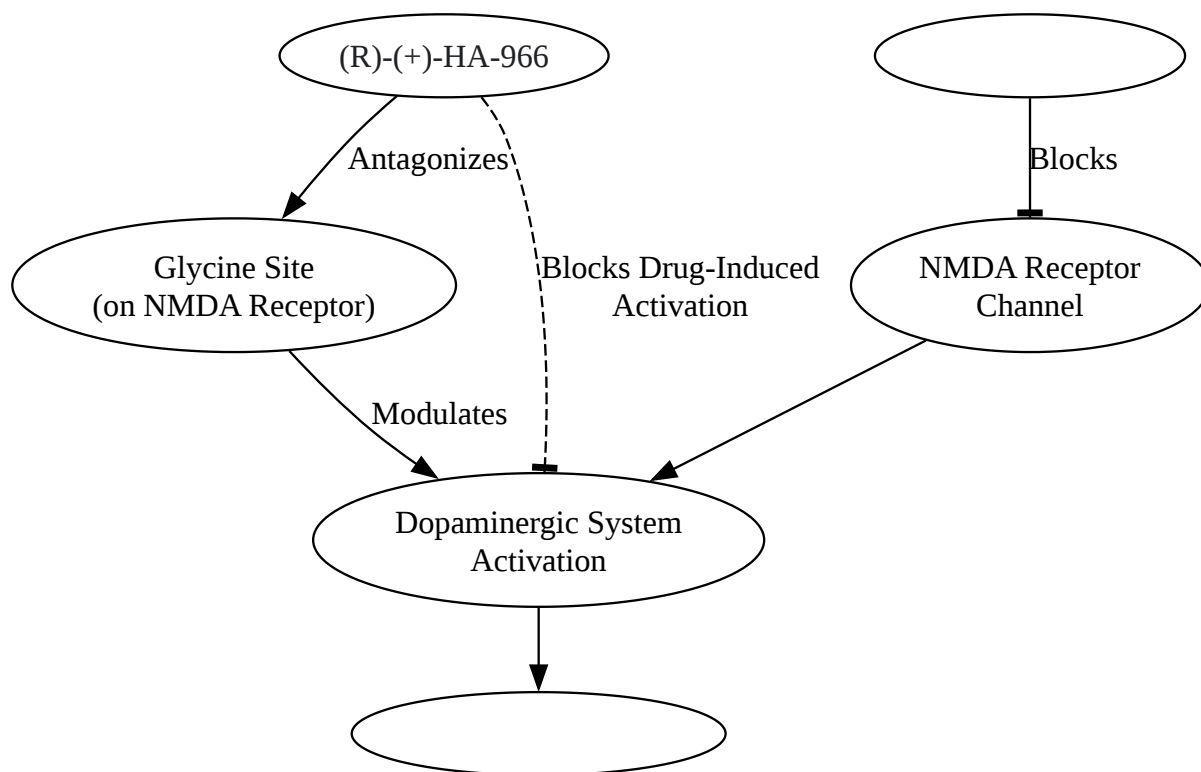 (R)-(+)-HA-966
Antagonizes
Blocks
Glycine Site
(on NMDA Receptor)
Blocks Drug-Induced
Activation
NMDA Receptor
Channel
Modulates
Dopaminergic System
Activation